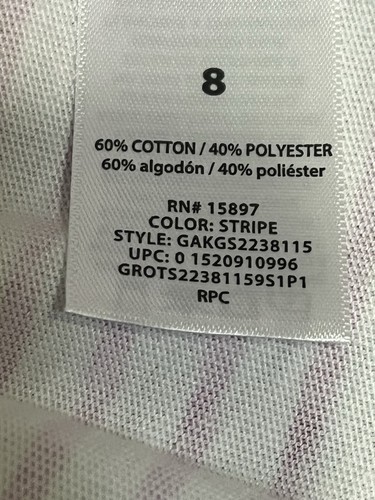 8
60% COTTON / 40% POLYESTER
60% algodón / 40% poliéster
RN# 15897
COLOR: STRIPE
STYLE: GAKGS2238115
UPC: 0 1520910996
GROTS22381159S1P1
RPC